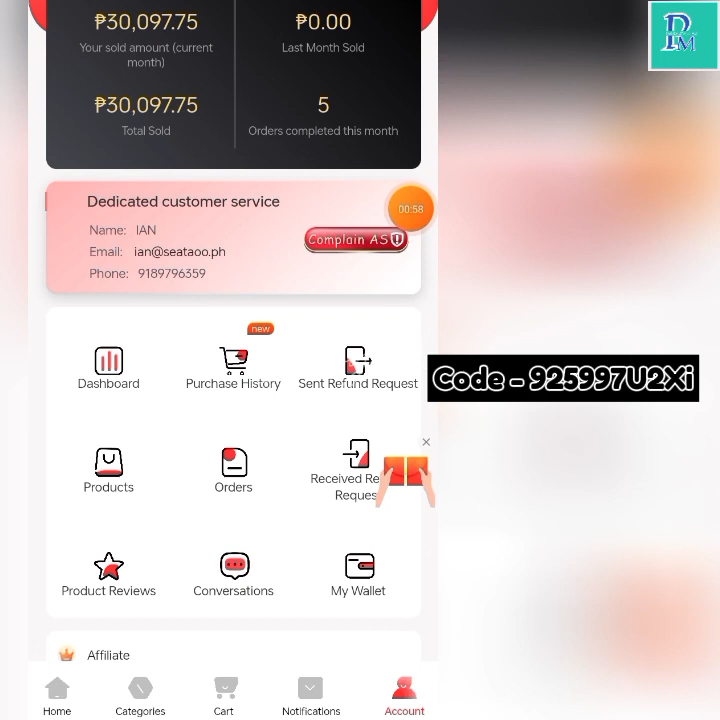 ₱30,097.75
Your sold amount (current
month)
₱0.00
Last Month Sold
₱30,097.75
Total Sold
5
Orders completed this month
Dedicated customer service
00:58
Name: IAN
Complain AS
Email: ian@seataoo.ph
Phone: 9189796359
new
Dashboard
Purchase History
Sent Refund Request
Code - 925997U2Xi
Products
Orders
Received Re
Reques
Product Reviews
Conversations
My Wallet
Affiliate
Home
Categories
Cart
Notifications
Account